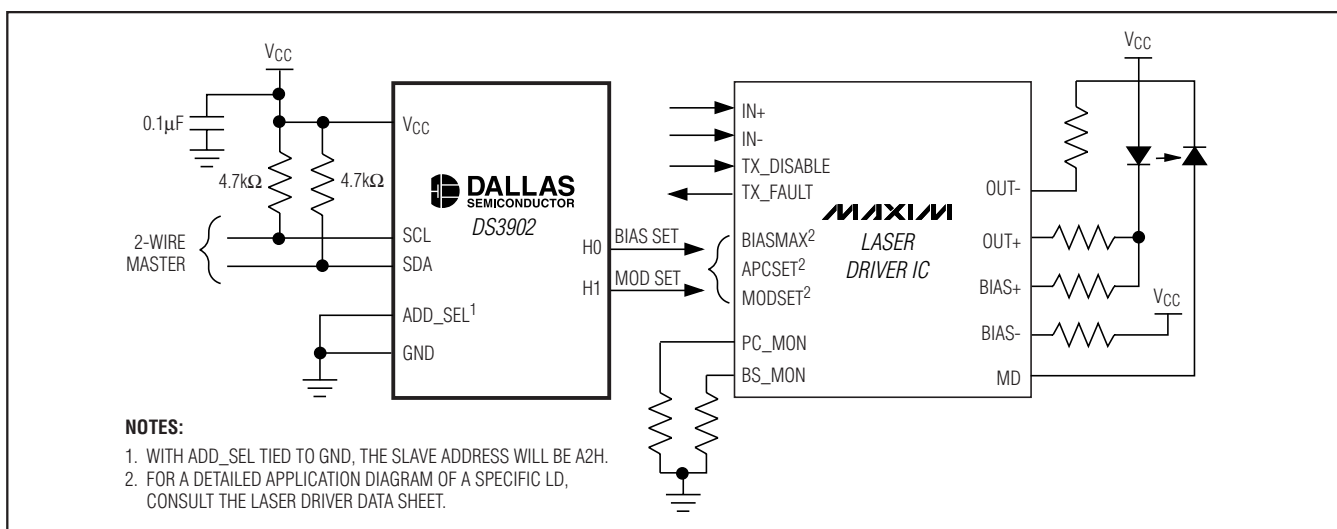 VCC
0.1µF
4.7kΩ
4.7kΩ
2-WIRE
MASTER
VCC
SCL
SDA
ADD_SEL1
GND
DALLAS
SEMICONDUCTOR
DS3902
H0
H1
BIAS SET
MOD SET
IN+
IN-
TX_DISABLE
TX_FAULT
BIASMAX2
APCSET2
MODSET2
PC_MON
BS_MON
MAXIM
LASER
DRIVER IC
OUT-
OUT+
BIAS+
BIAS-
MD
VCC
VCC
NOTES:
1. WITH ADD_SEL TIED TO GND, THE SLAVE ADDRESS WILL BE A2H.
2. FOR A DETAILED APPLICATION DIAGRAM OF A SPECIFIC LD,
CONSULT THE LASER DRIVER DATA SHEET.